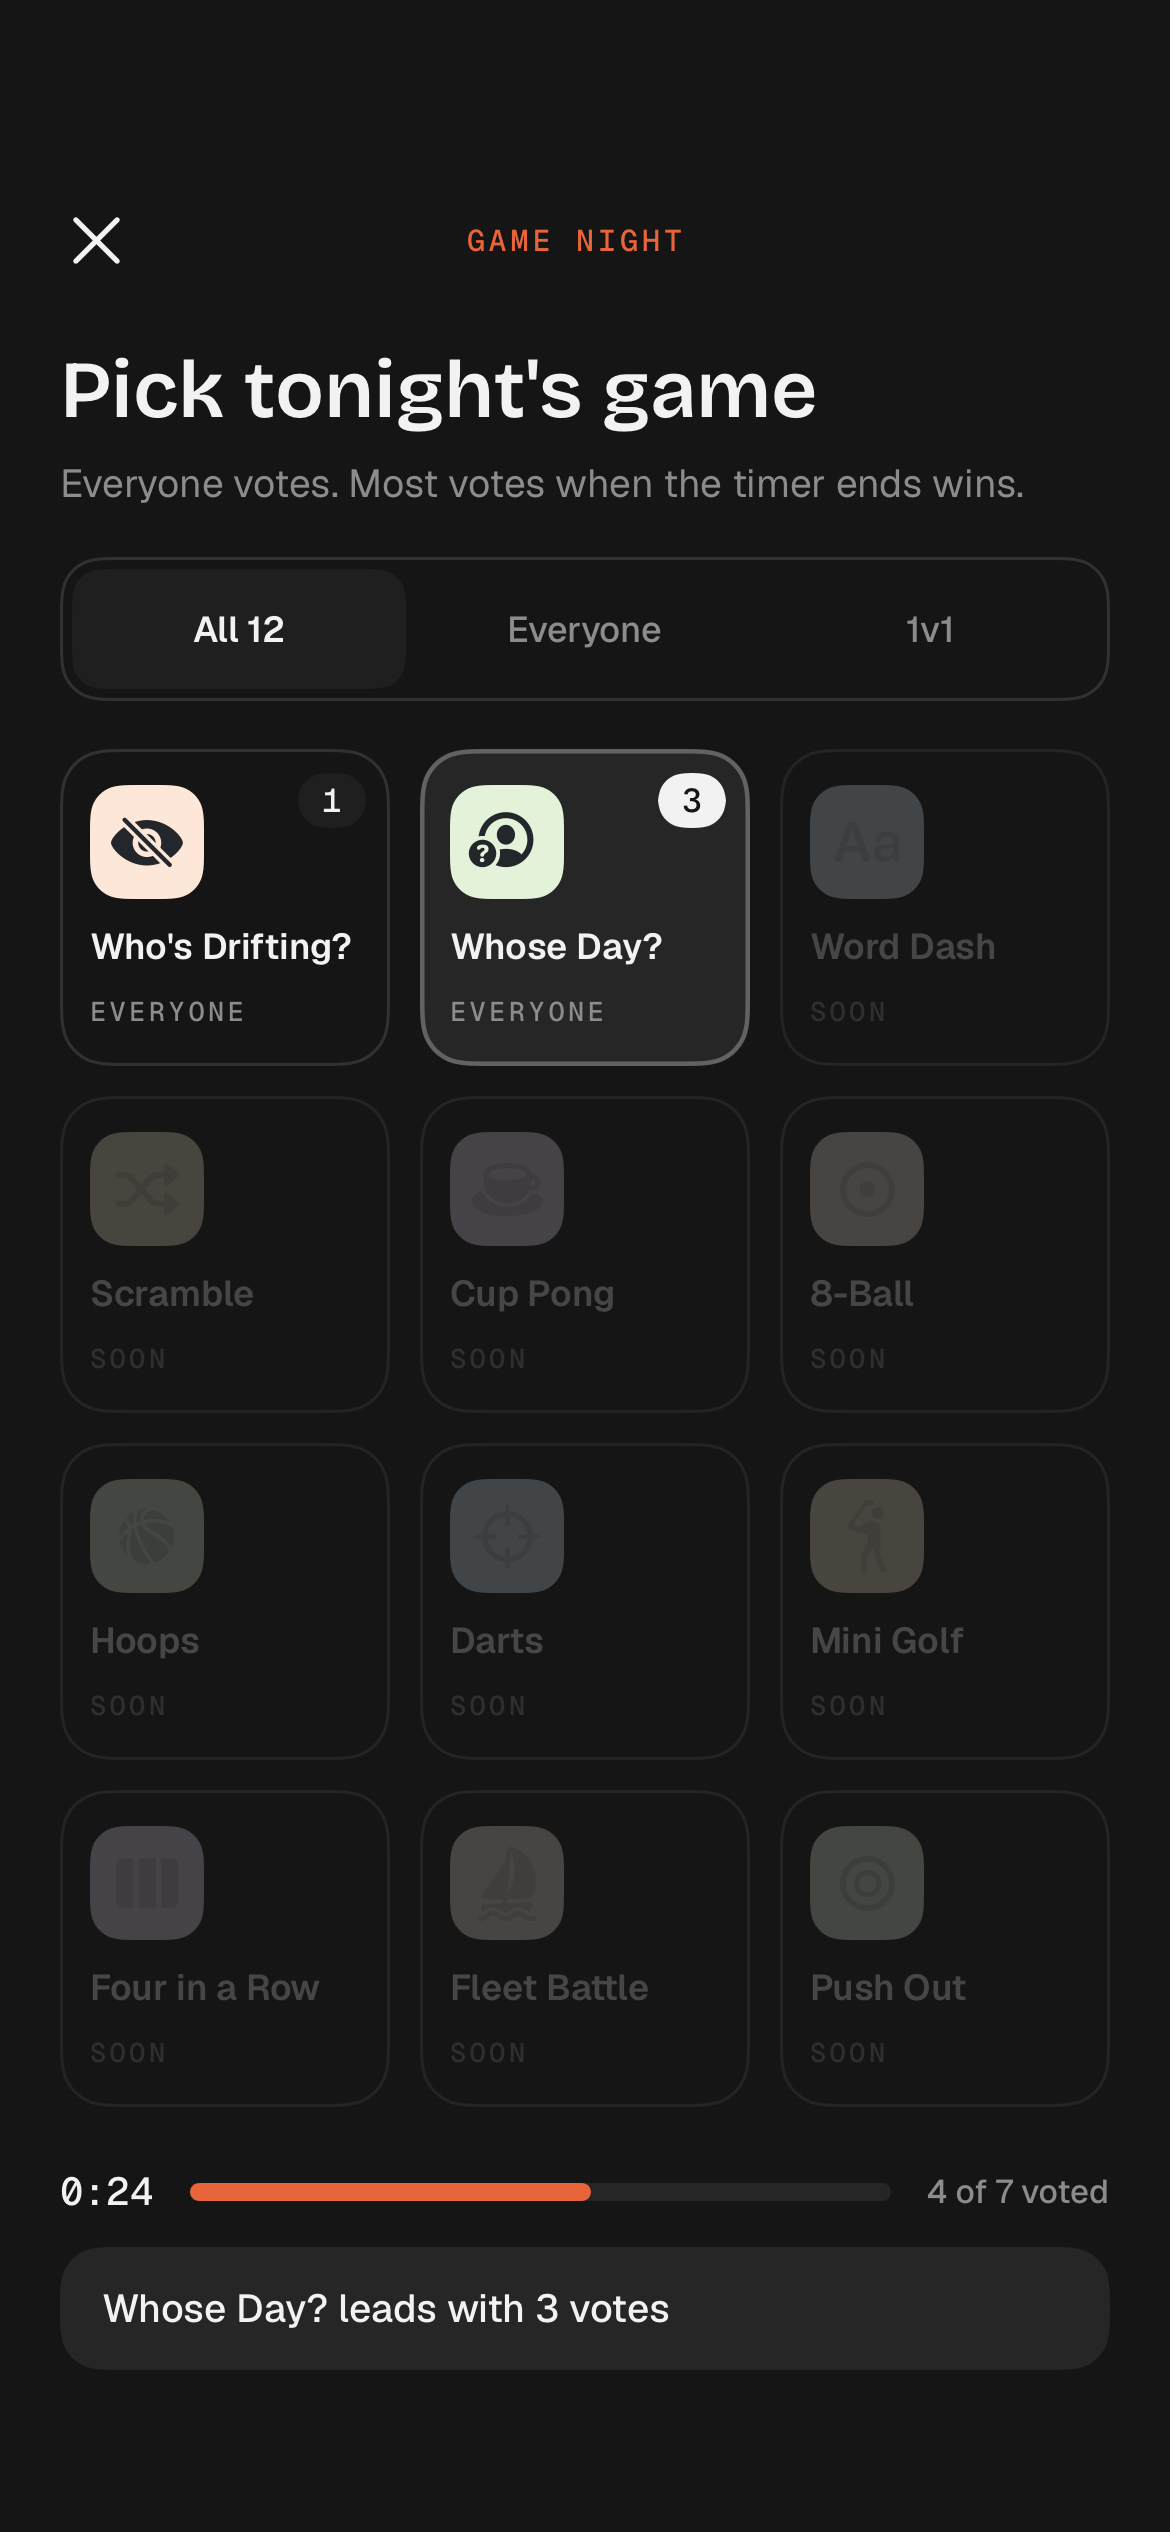 GAME NIGHT
Pick tonight's game
Everyone votes. Most votes when the timer ends wins.
All 12 Everyone 1v1
1 3 Aa
?
Who's Drifting? Whose Day? Word Dash
EVERYONE EVERYONE SOON
Scramble Cup Pong 8-Ball
SOON SOON SOON
Hoops Darts Mini Golf
SOON SOON SOON
Four in a Row Fleet Battle Push Out
SOON SOON SOON
0:24 4 of 7 voted
Whose Day? leads with 3 votes